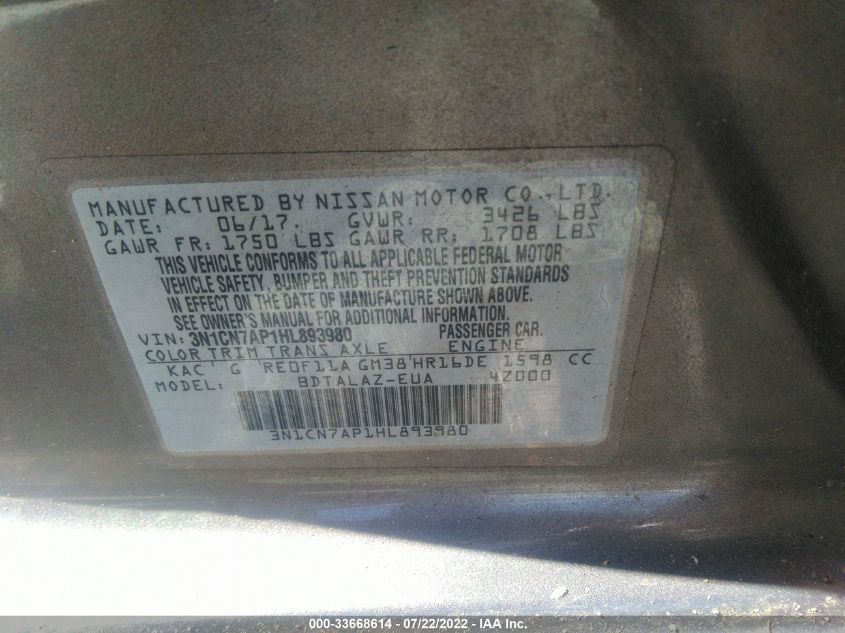 MANUFACTURED BY NISSAN MOTOR CO., LTD.
DATE: 06/17. GVWR: 3426 LBS
GAWR FR: 1750 LBS GAWR RR: 1708 LBS
THIS VEHICLE CONFORMS TO ALL APPLICABLE FEDERAL MOTOR
VEHICLE SAFETY, BUMPER AND THEFT PREVENTION STANDARDS
IN EFFECT ON THE DATE OF MANUFACTURE SHOWN ABOVE.
SEE OWNER'S MANUAL FOR ADDITIONAL INFORMATION.
VIN: 3N1CN7AP1HL893980 PASSENGER CAR.
COLOR TRIM TRANS AXLE ENGINE
KAC G RE0F11A GM38 HR16DE 1598 CC
MODEL: BDTALAZ-EUA 4Z000
3N1CN7AP1HL893980
000-33668614 - 07/22/2022 - IAA Inc.